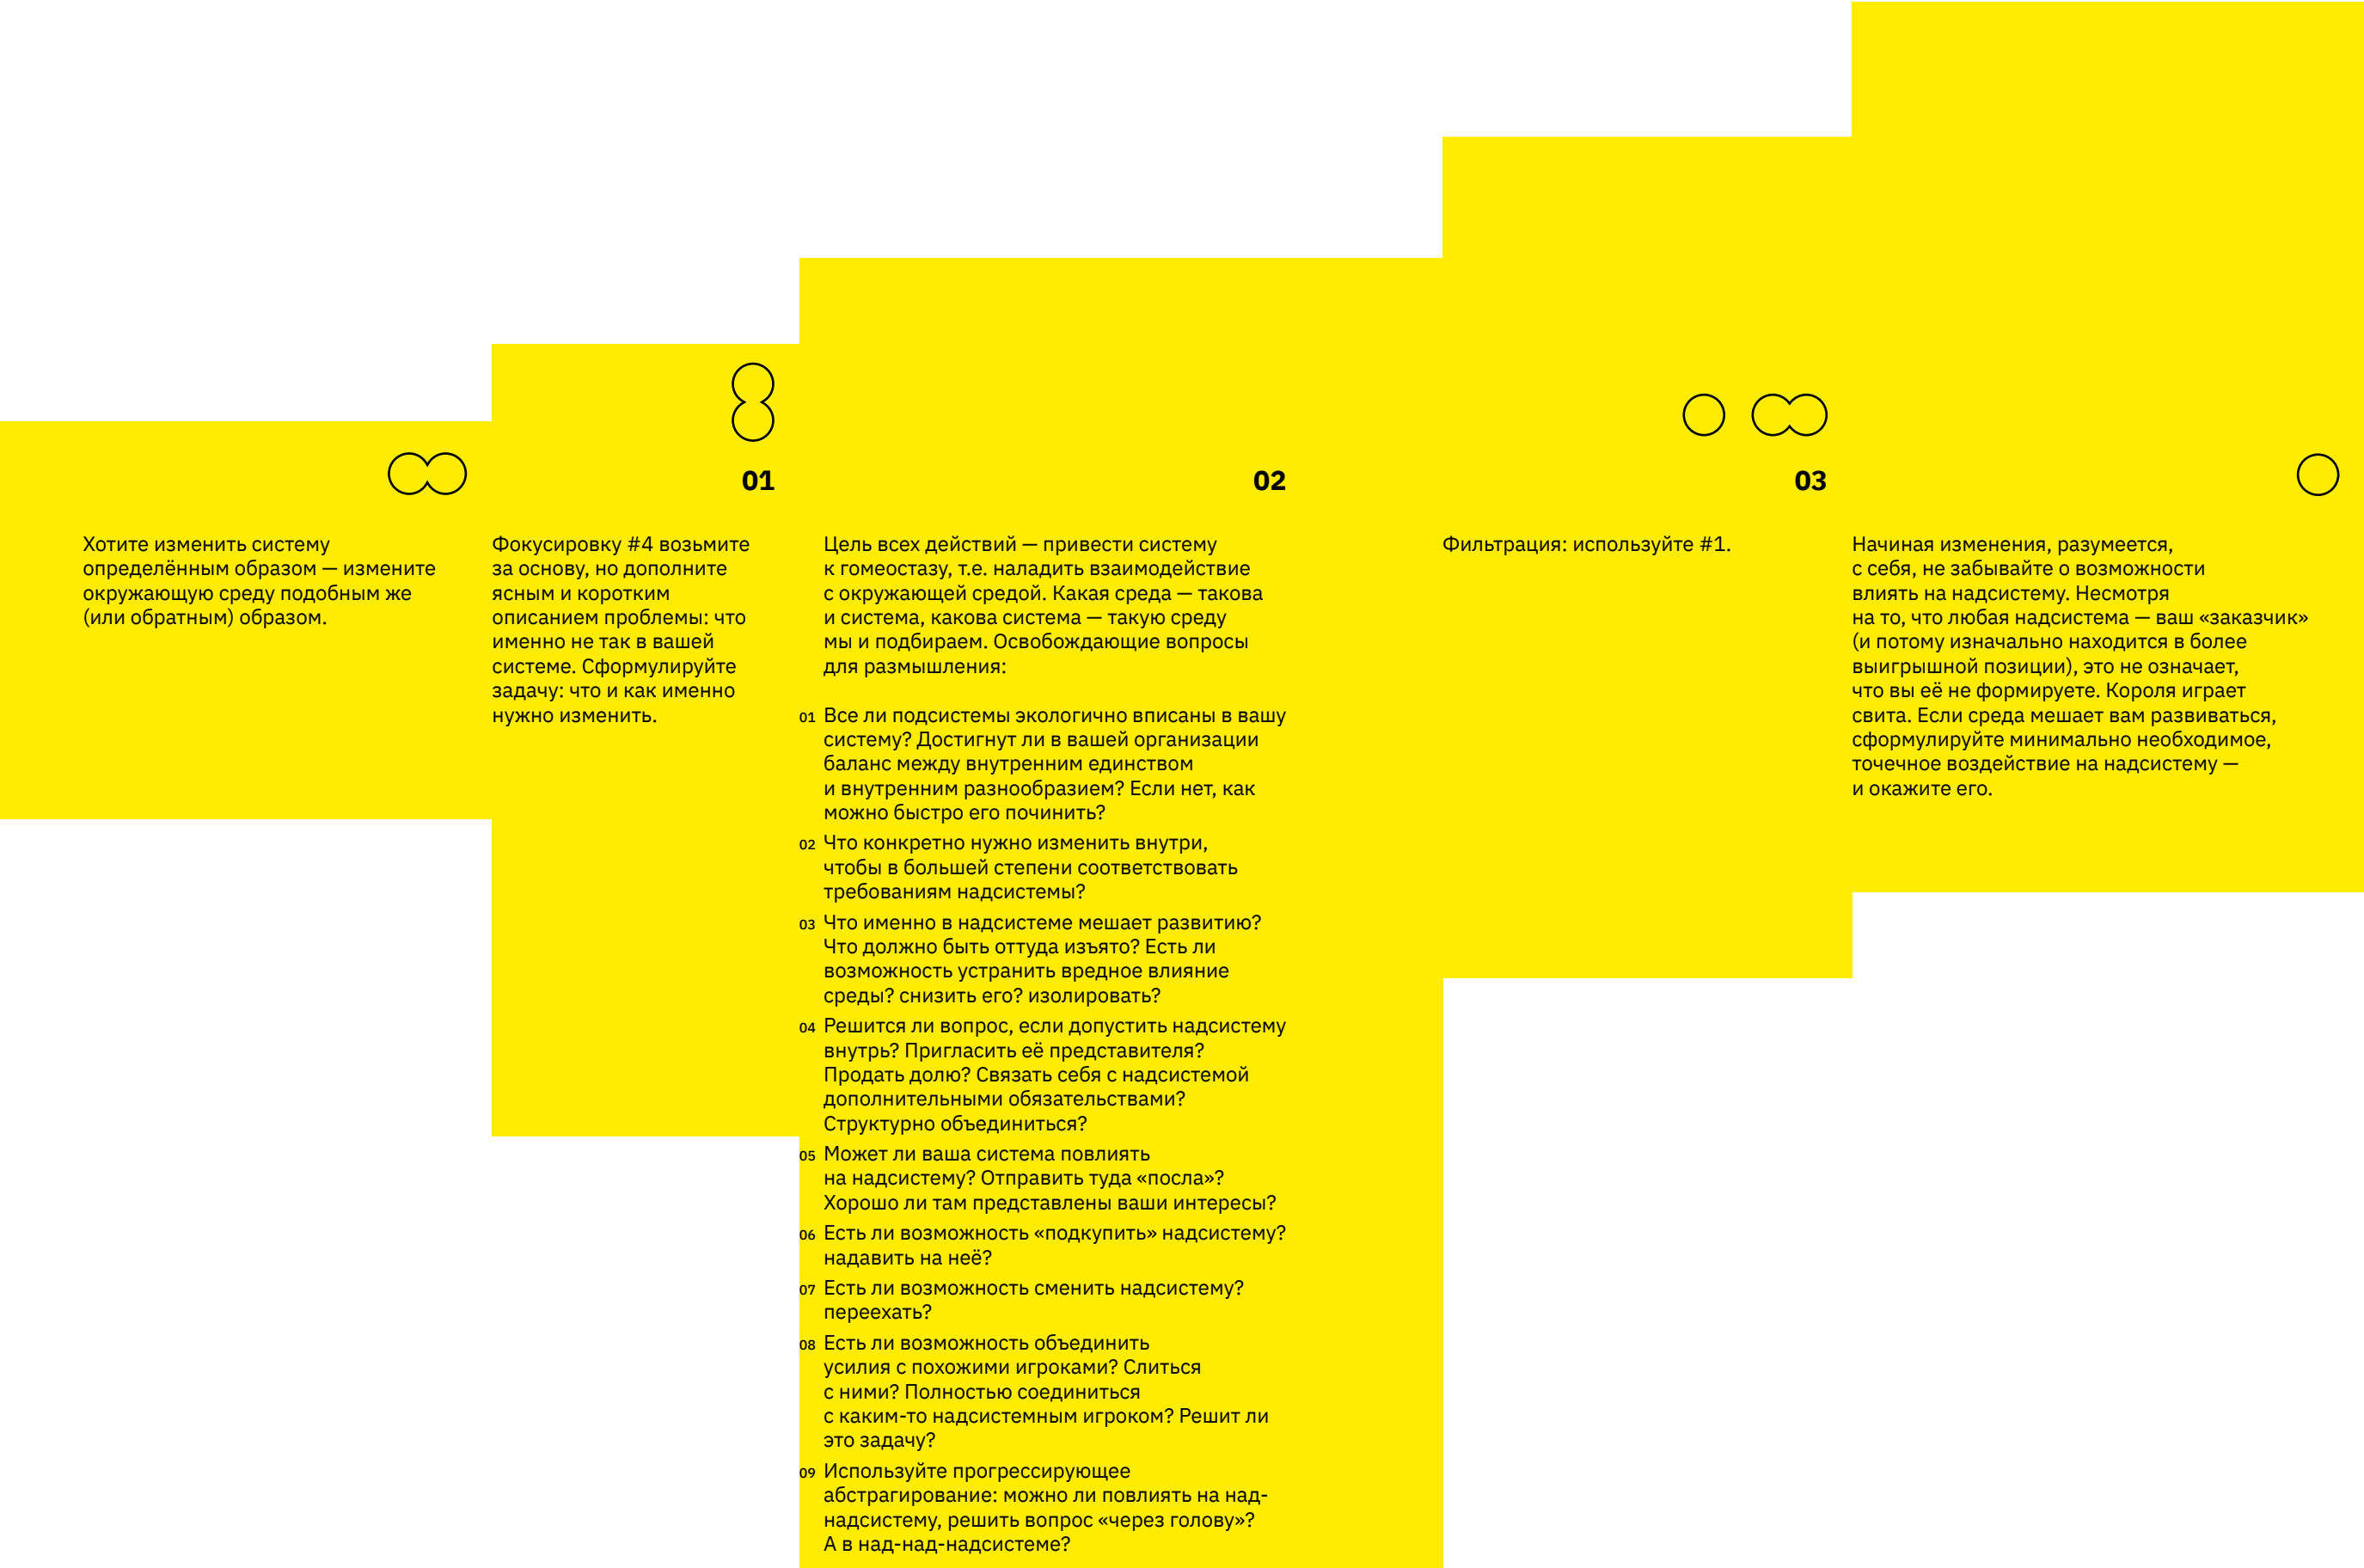 Хотите изменить систему
определённым образом — измените
окружающую среду подобным же
(или обратным) образом.
01
Фокусировку #4 возьмите
за основу, но дополните
ясным и коротким
описанием проблемы: что
именно не так в вашей
системе. Сформулируйте
задачу: что и как именно
нужно изменить.
02
Цель всех действий — привести систему
к гомеостазу, т.е. наладить взаимодействие
с окружающей средой. Какая среда — такова
и система, какова система — такую среду
мы и подбираем. Освобождающие вопросы
для размышления:
01 Все ли подсистемы экологично вписаны в вашу
систему? Достигнут ли в вашей организации
баланс между внутренним единством
и внутренним разнообразием? Если нет, как
можно быстро его починить?
02 Что конкретно нужно изменить внутри,
чтобы в большей степени соответствовать
требованиям надсистемы?
03 Что именно в надсистеме мешает развитию?
Что должно быть оттуда изъято? Есть ли
возможность устранить вредное влияние
среды? снизить его? изолировать?
04 Решится ли вопрос, если допустить надсистему
внутрь? Пригласить её представителя?
Продать долю? Связать себя с надсистемой
дополнительными обязательствами?
Структурно объединиться?
05 Может ли ваша система повлиять
на надсистему? Отправить туда «посла»?
Хорошо ли там представлены ваши интересы?
06 Есть ли возможность «подкупить» надсистему?
надавить на неё?
07 Есть ли возможность сменить надсистему?
переехать?
08 Есть ли возможность объединить
усилия с похожими игроками? Слиться
с ними? Полностью соединиться
с каким-то надсистемным игроком? Решит ли
это задачу?
09 Используйте прогрессирующее
абстрагирование: можно ли повлиять на над-
надсистему, решить вопрос «через голову»?
А в над-над-надсистеме?
03
Фильтрация: используйте #1.
Начиная изменения, разумеется,
с себя, не забывайте о возможности
влиять на надсистему. Несмотря
на то, что любая надсистема — ваш «заказчик»
(и потому изначально находится в более
выигрышной позиции), это не означает,
что вы её не формируете. Короля играет
свита. Если среда мешает вам развиваться,
сформулируйте минимально необходимое,
точечное воздействие на надсистему —
и окажите его.